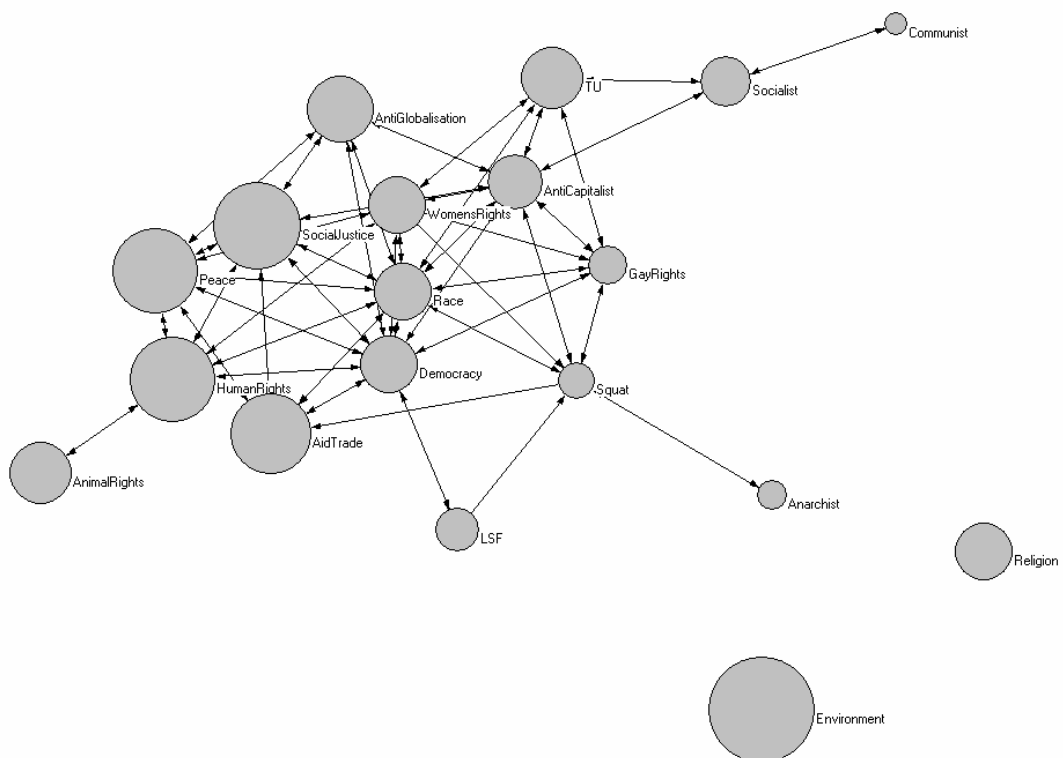 Communist
TU
Socialist
AntiGlobalisation
AntiCapitalist
WomensRights
SocialJustice
GayRights
Peace
Race
Democracy
HumanRights
Squat
AidTrade
AnimalRights
Anarchist
LSF
Religion
Environment